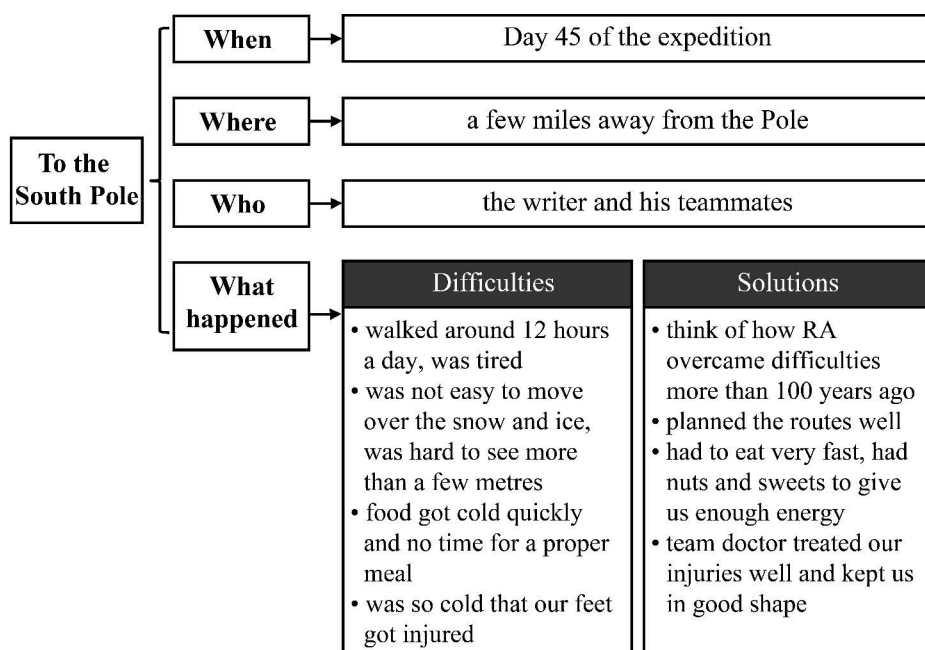 To the
South Pole
When
Day 45 of the expedition
Where
a few miles away from the Pole
Who
the writer and his teammates
What
happened
Difficulties
• walked around 12 hours
a day, was tired
• was not easy to move
over the snow and ice,
was hard to see more
than a few metres
• food got cold quickly
and no time for a proper
meal
• was so cold that our feet
got injured
Solutions
• think of how RA
overcame difficulties
more than 100 years ago
• planned the routes well
• had to eat very fast, had
nuts and sweets to give
us enough energy
• team doctor treated our
injuries well and kept us
in good shape